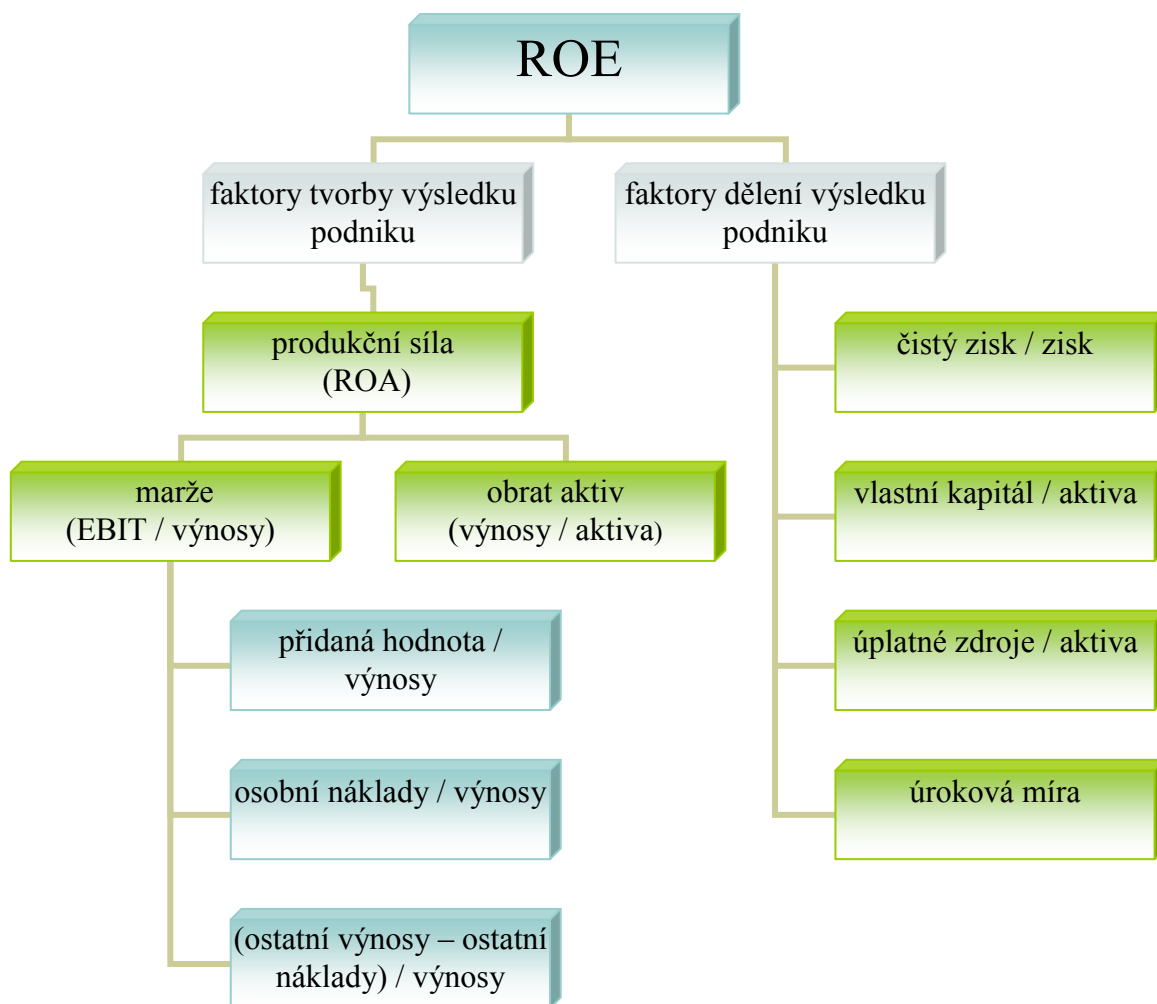 ROE
faktory tvorby výsledku
podniku
faktory dělení výsledku
podniku
produkční síla
(ROA)
čistý zisk / zisk
marže
(EBIT / výnosy)
obrat aktiv
(výnosy / aktiva)
vlastní kapitál / aktiva
přidaná hodnota /
výnosy
úplatné zdroje / aktiva
osobní náklady / výnosy
úroková míra
(ostatní výnosy – ostatní
náklady) / výnosy